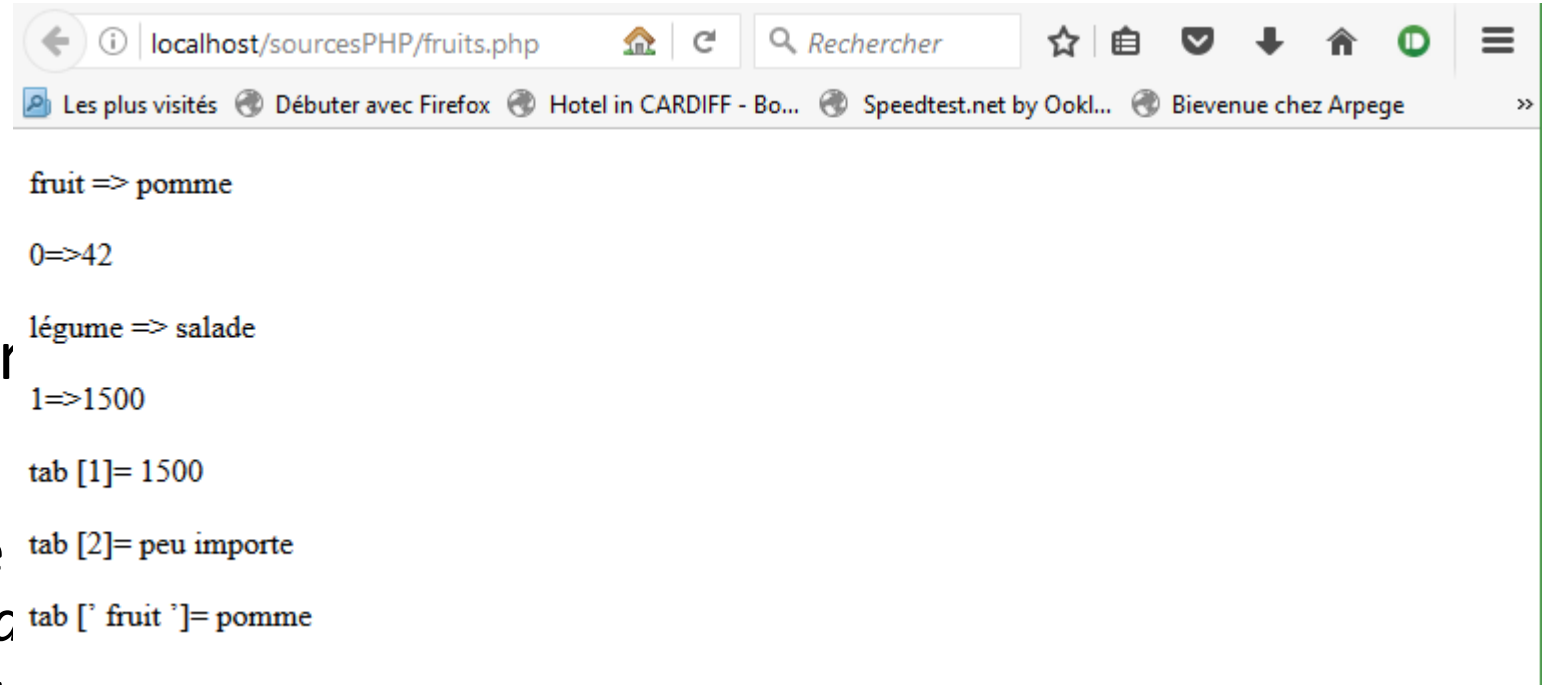 localhost/sourcesPHP/fruits.php Rechercher
Les plus visités Débuter avec Firefox Hotel in CARDIFF - Bo... Speedtest.net by Ookl... Bievenue chez Arpege »
fruit => pomme
0=>42
légume => salade
1=>1500
tab [1]= 1500
tab [2]= peu importe
tab [’ fruit ’]= pomme